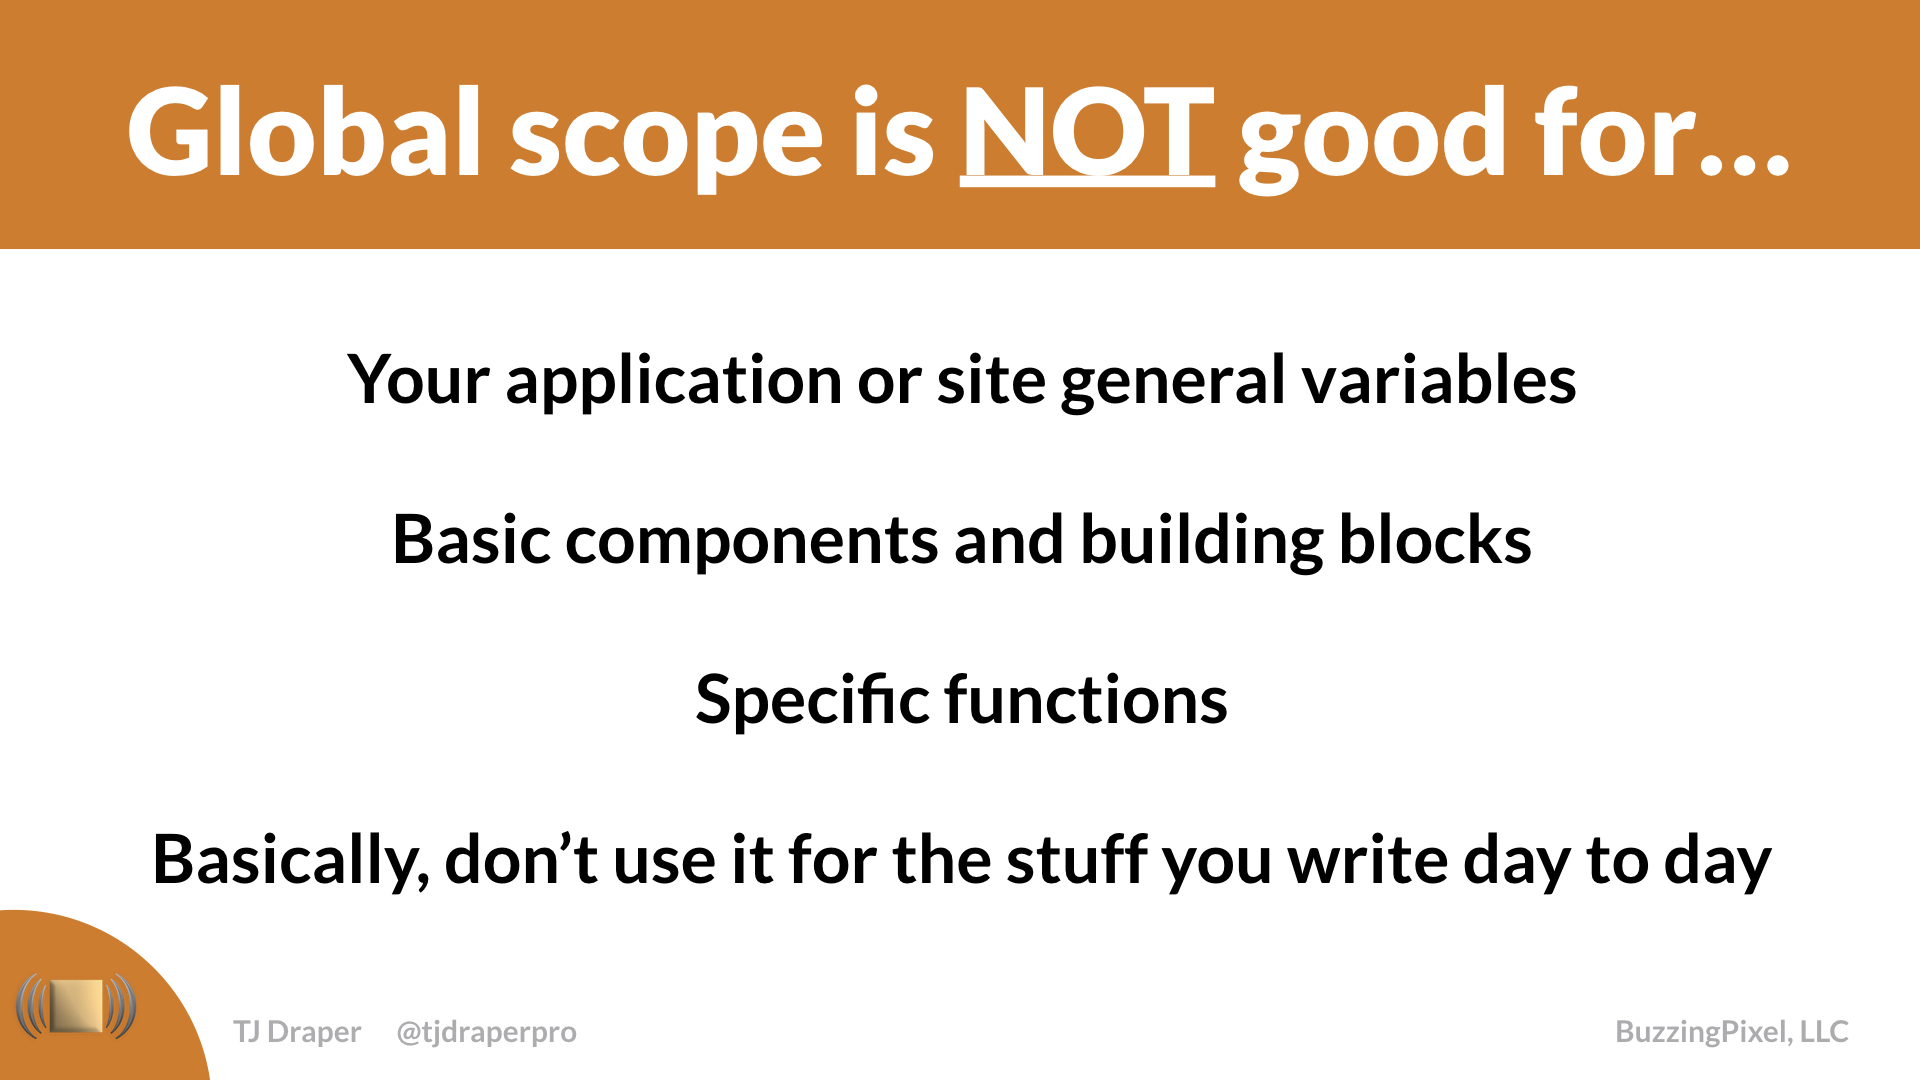 Global scope is NOT good for...
Your application or site general variables
Basic components and building blocks
Specific functions
Basically, don’t use it for the stuff you write day to day
TJ Draper @tjdraperpro
BuzzingPixel, LLC